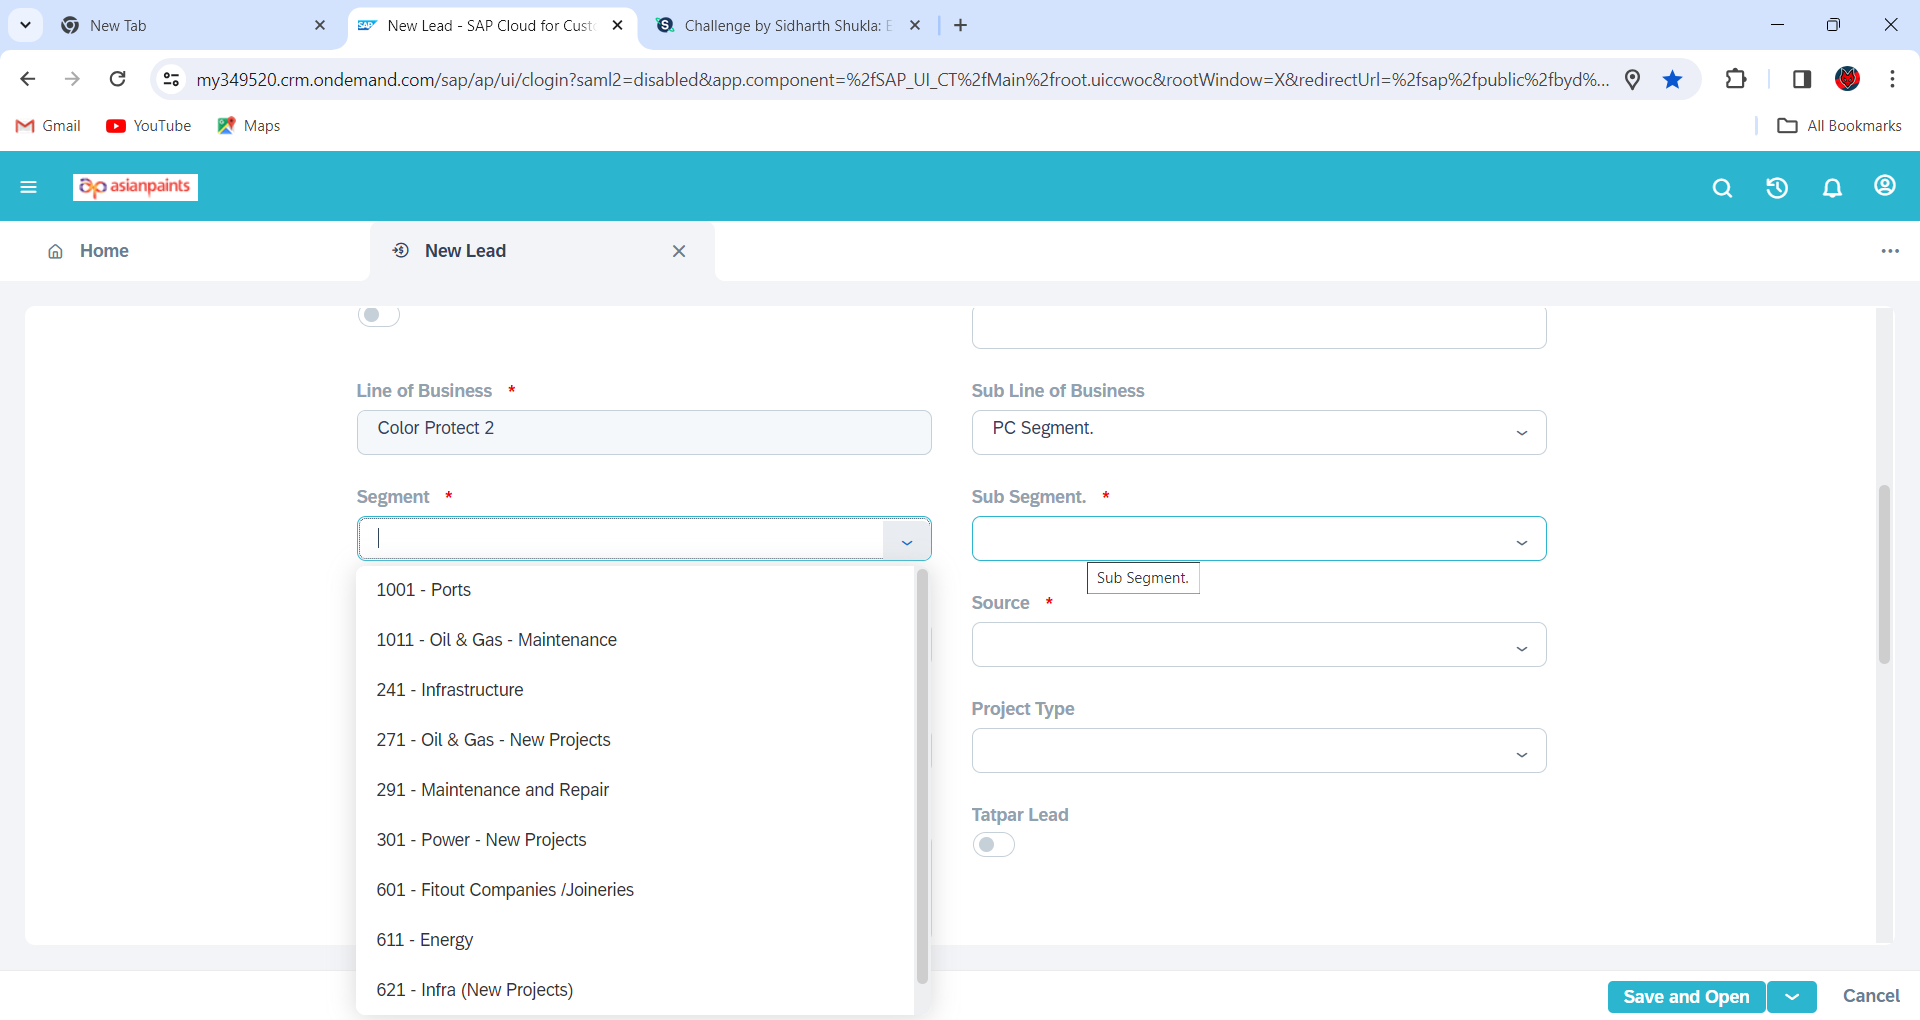 New Tab
New Lead - SAP Cloud for Cust
Challenge by Sidharth Shukla: E
my349520.crm.ondemand.com/sap/ap/ui/clogin?saml2=disabled&app.component=%2fSAP_UI_CT%2fMain%2froot.uiccwoc&rootWindow=X&redirectUrl=%2fsap%2fpublic%2fbyd%...
Gmail
YouTube
Maps
All Bookmarks
asianpaints
Home
New Lead
Line of Business *
Sub Line of Business
Color Protect 2
PC Segment.
Segment *
Sub Segment. *
Sub Segment.
1001 - Ports
Source *
1011 - Oil & Gas - Maintenance
241 - Infrastructure
Project Type
271 - Oil & Gas - New Projects
291 - Maintenance and Repair
Tatpar Lead
301 - Power - New Projects
601 - Fitout Companies /Joineries
611 - Energy
621 - Infra (New Projects)
Save and Open
Cancel